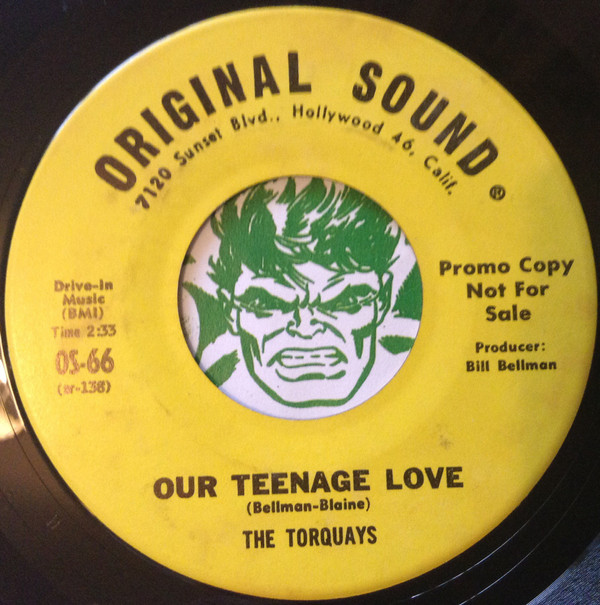 ORIGINAL SOUND®
7120 Sunset Blvd., Hollywood 46, Calif.
Drive-In
Music
(BMI)
Time 2:33
OS-66
(er-138)
Promo Copy
Not For
Sale
Producer:
Bill Bellman
OUR TEENAGE LOVE
(Bellman-Blaine)
THE TORQUAYS